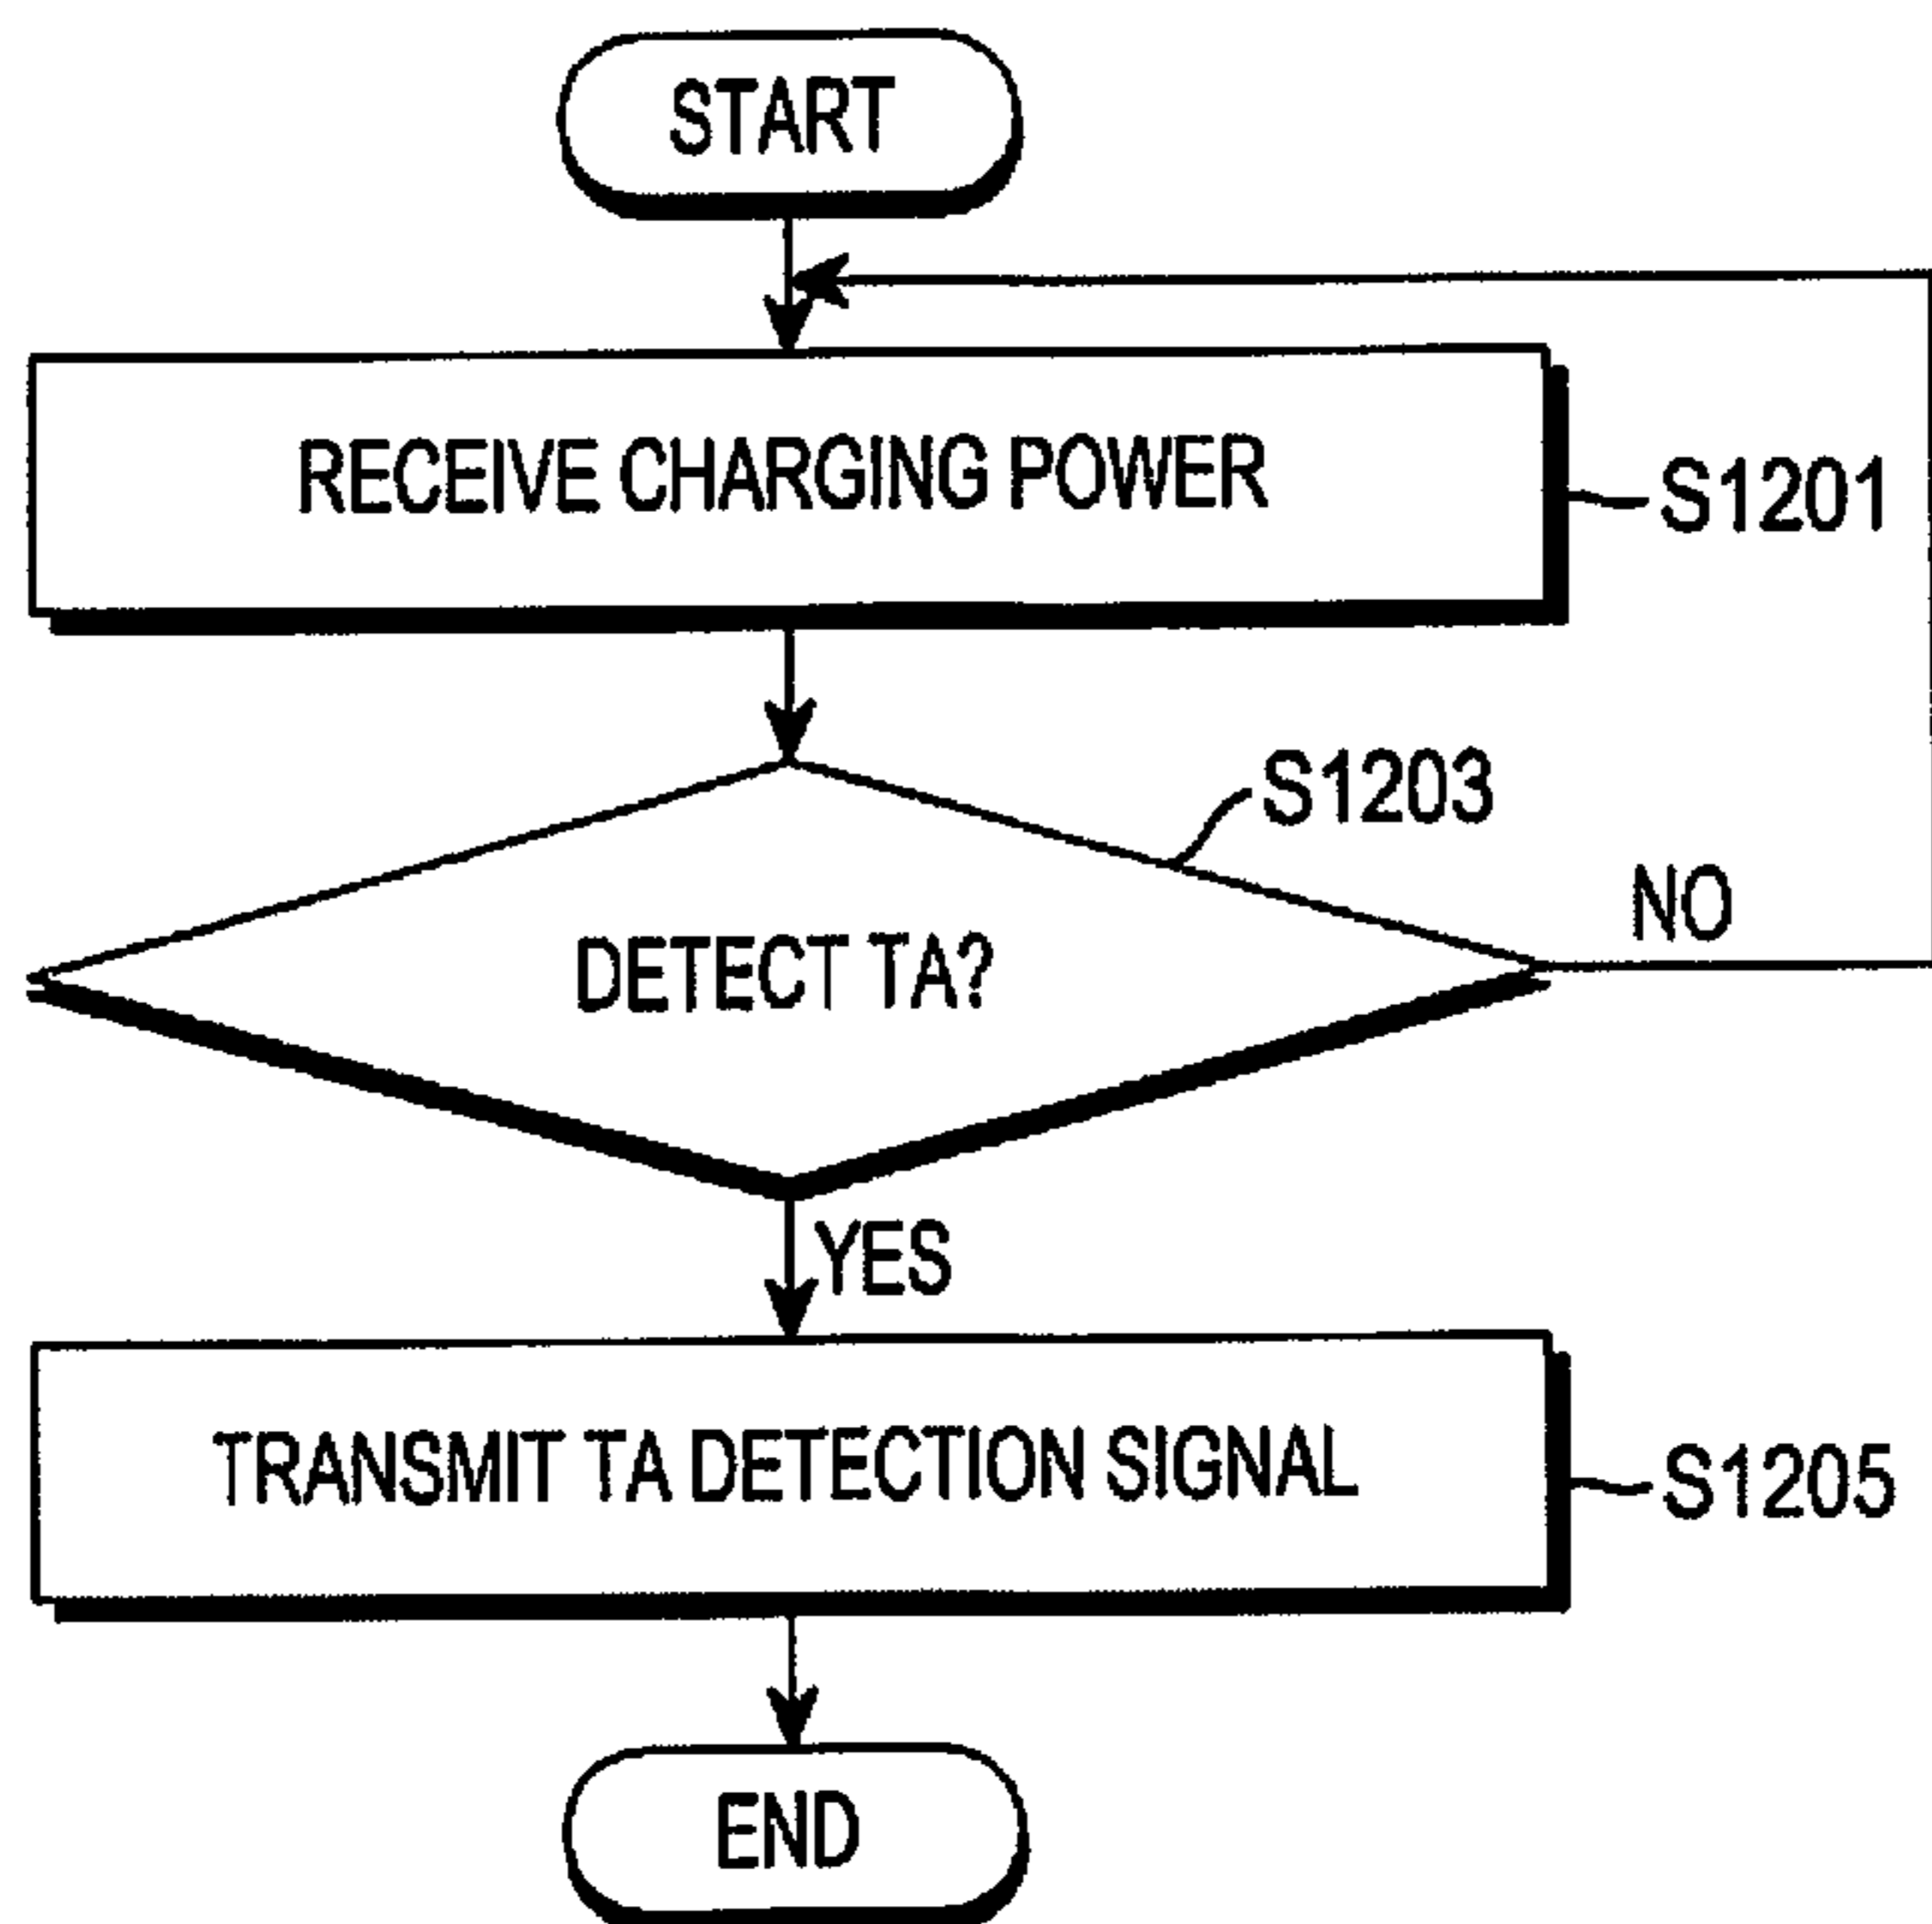 START
RECEIVE CHARGING POWER
S1201
S1203
NO
DETECT TA?
YES
TRANSMIT TA DETECTION SIGNAL
S1205
END